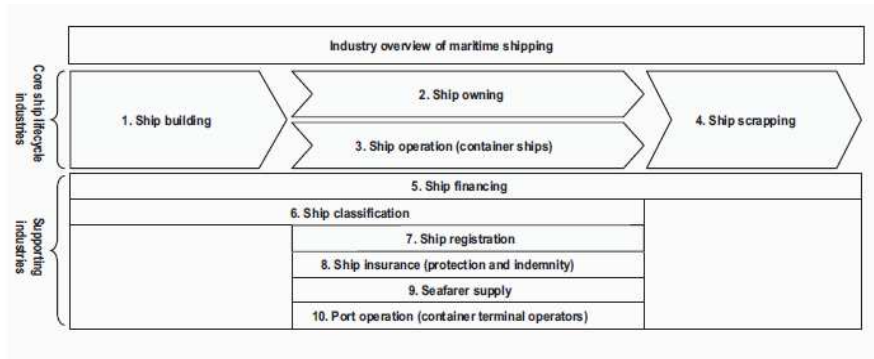 Industry overview of maritime shipping
Core ship lifecycle
industries
1. Ship building
2. Ship owning
3. Ship operation (container ships)
4. Ship scrapping
Supporting
industries
5. Ship financing
6. Ship classification
7. Ship registration
8. Ship insurance (protection and indemnity)
9. Seafarer supply
10. Port operation (container terminal operators)